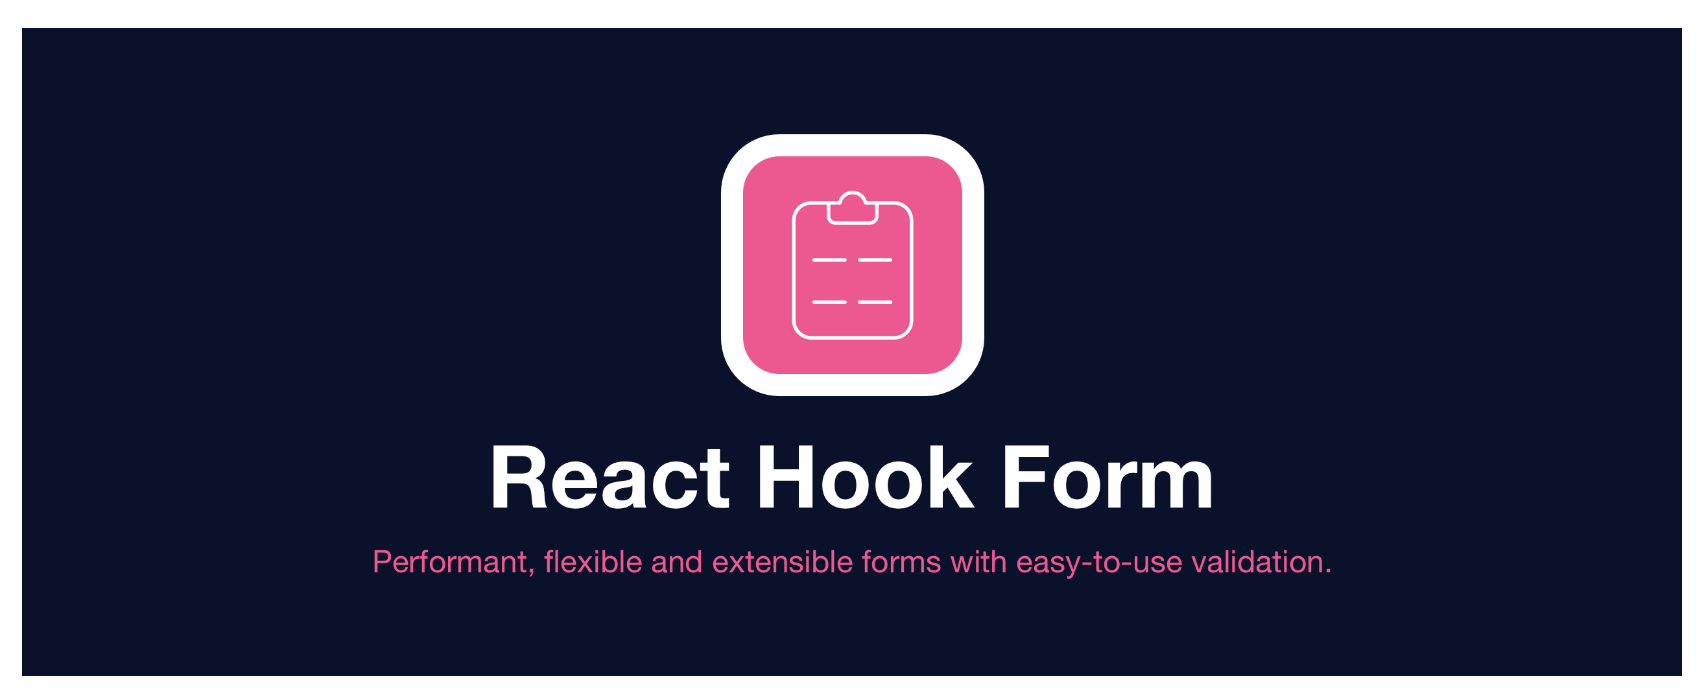 React Hook Form
Performant, flexible and extensible forms with easy-to-use validation.